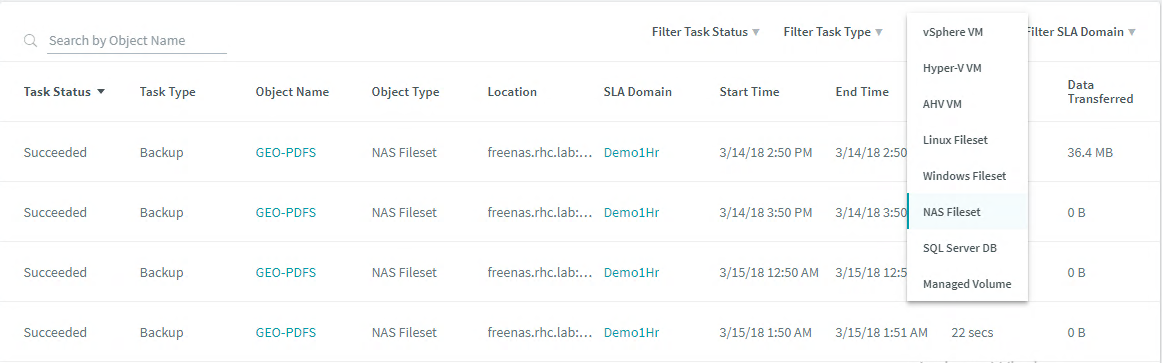 Search by Object Name
Filter Task Status Filter Task Type Filter SLA Domain
vSphere VM
Hyper-V VM
AHV VM
Linux Fileset
Windows Fileset
NAS Fileset
SQL Server DB
Managed Volume
Task Status Task Type Object Name Object Type Location SLA Domain Start Time End Time Data Transferred
Succeeded Backup GEO-PDFS NAS Fileset freenas.rhc.lab:... Demo1Hr 3/14/18 2:50 PM 3/14/18 2:50 36.4 MB
Succeeded Backup GEO-PDFS NAS Fileset freenas.rhc.lab:... Demo1Hr 3/14/18 3:50 PM 3/14/18 3:50 0 B
Succeeded Backup GEO-PDFS NAS Fileset freenas.rhc.lab:... Demo1Hr 3/15/18 12:50 AM 3/15/18 12:5 0 B
Succeeded Backup GEO-PDFS NAS Fileset freenas.rhc.lab:... Demo1Hr 3/15/18 1:50 AM 3/15/18 1:51 AM 22 secs 0 B